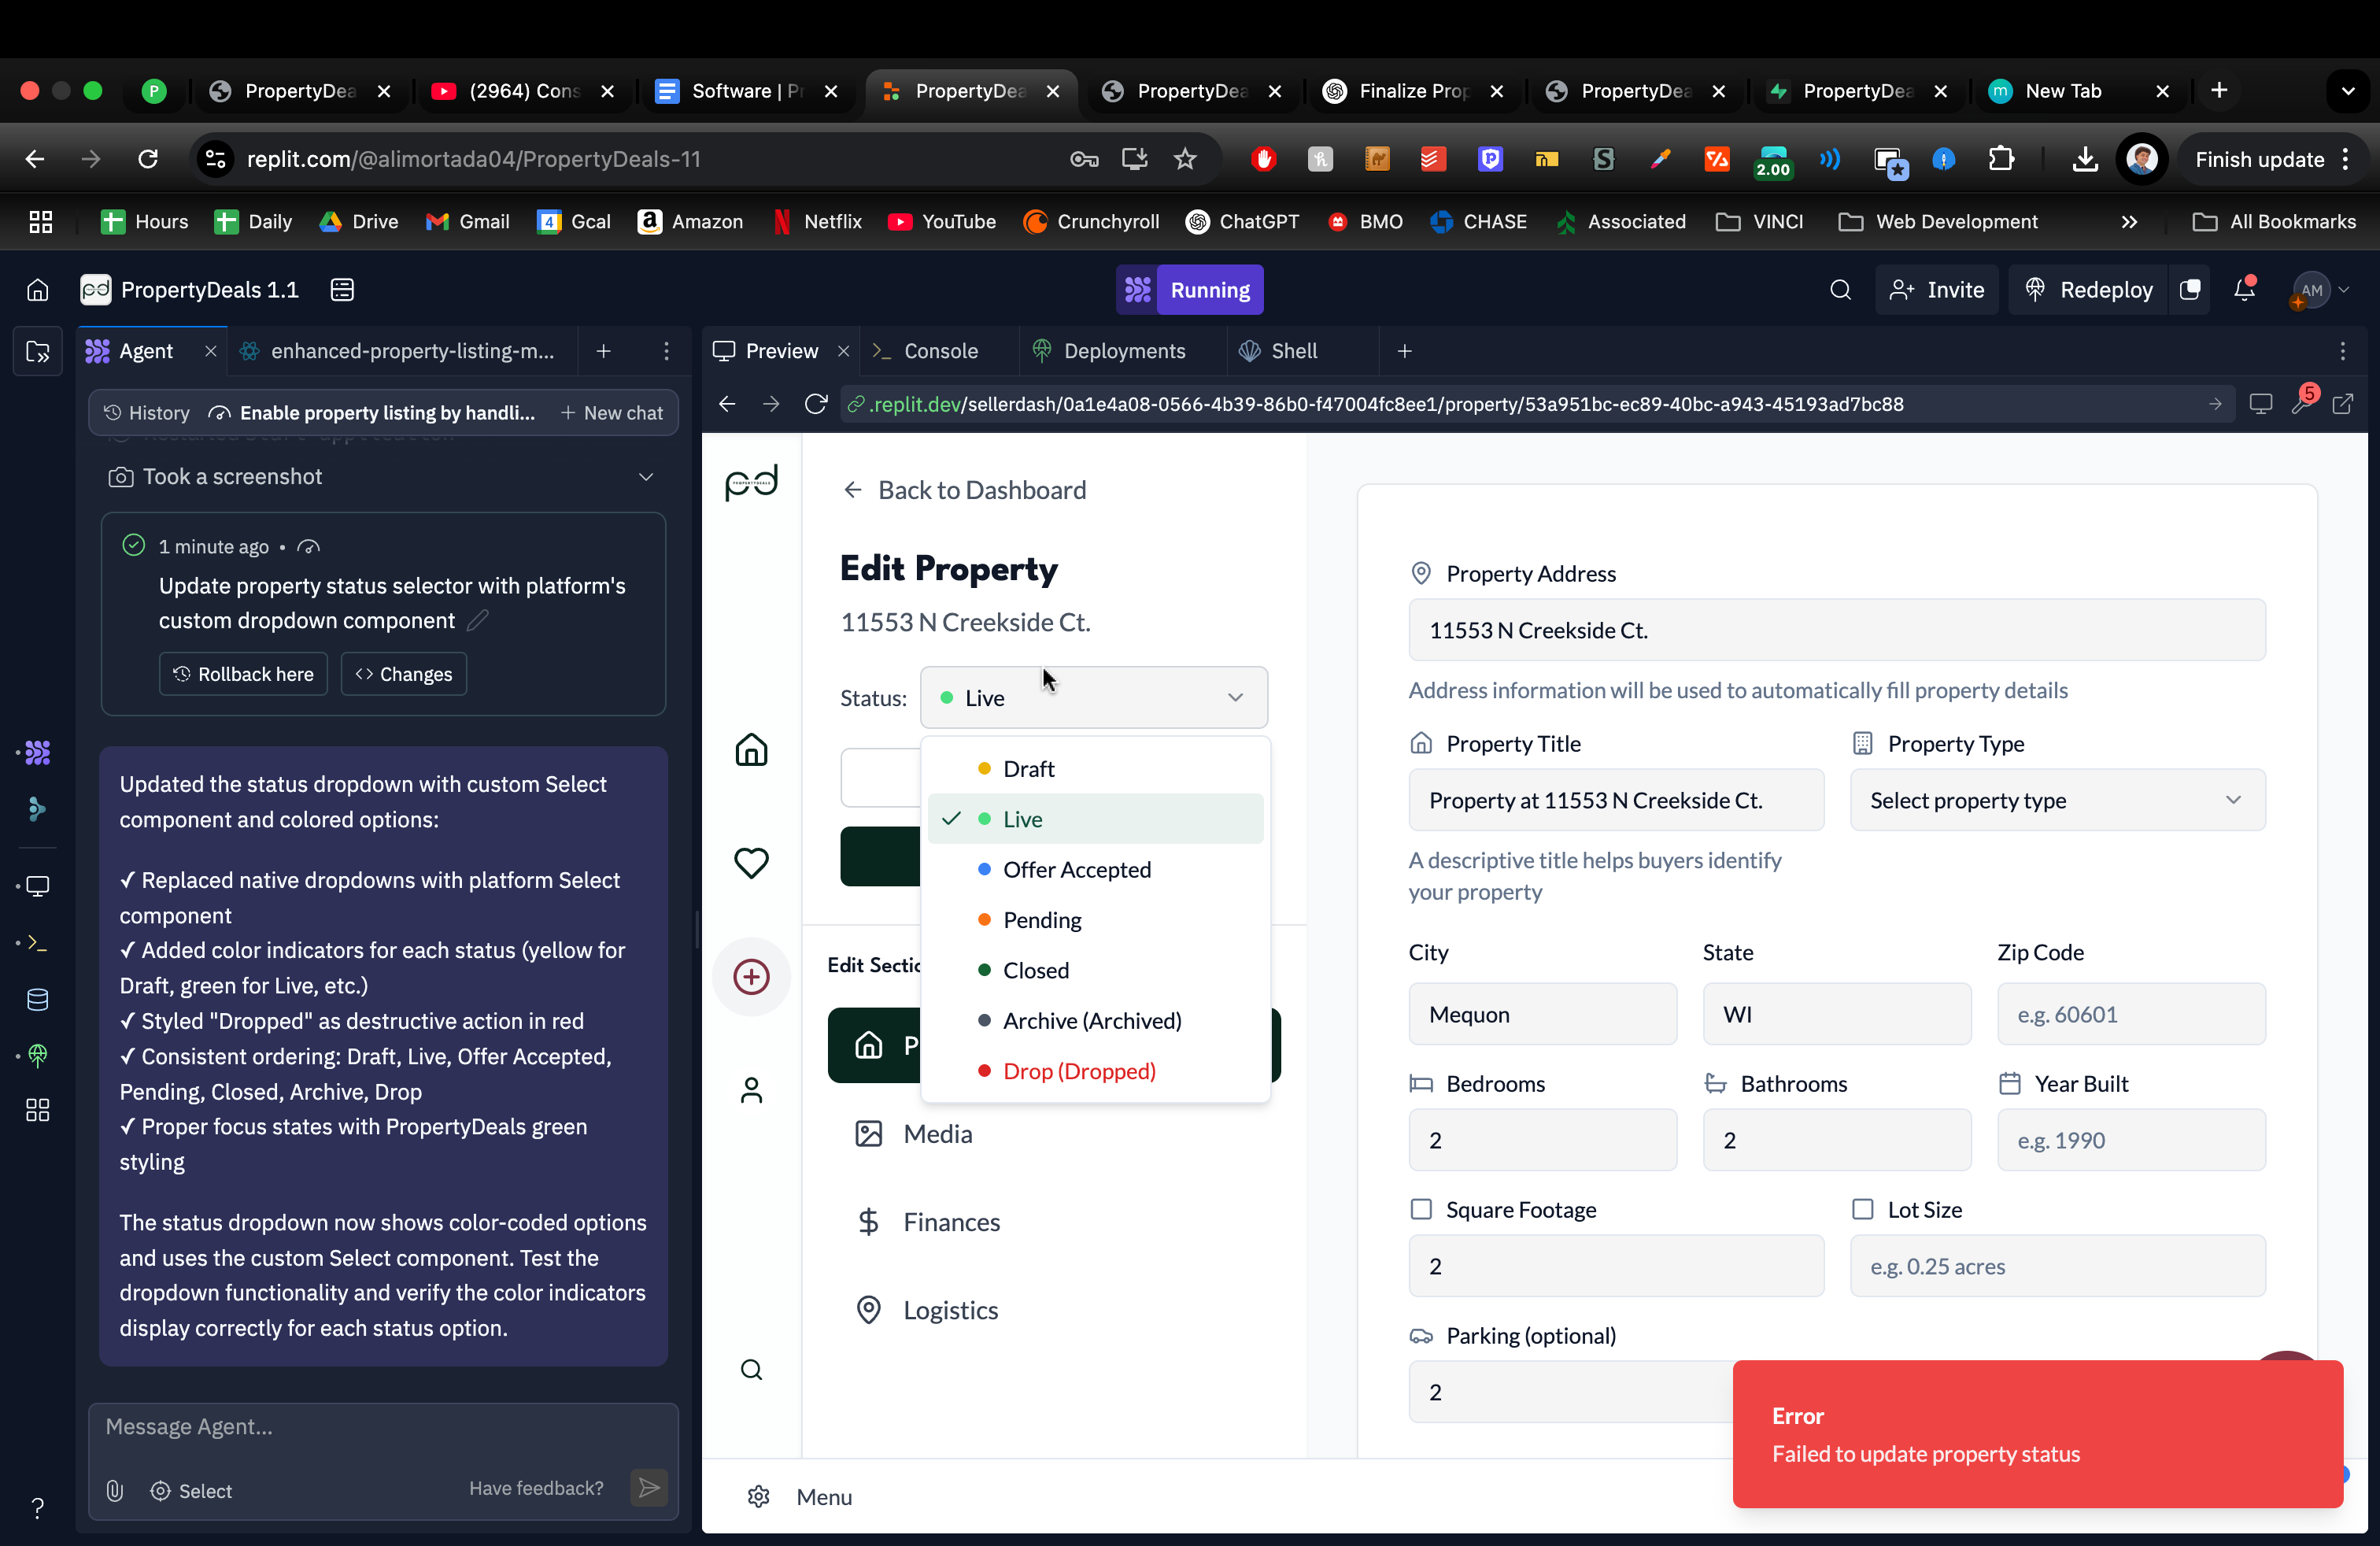 P
PropertyDea
(2964) Cons
Software | Pr
PropertyDea
PropertyDea
Finalize Prop
PropertyDea
PropertyDea
m
New Tab
replit.com/@alimortada04/PropertyDeals-11
2.00
Finish update
Hours
Daily
Drive
Gmail
4
Gcal
Amazon
Netflix
YouTube
Crunchyroll
ChatGPT
BMO
CHASE
Associated
VINCI
Web Development
All Bookmarks
pd
PropertyDeals 1.1
Running
Invite
Redeploy
AM
Agent
enhanced-property-listing-m...
Preview
Console
Deployments
Shell
History
Enable property listing by handli...
New chat
.replit.dev/sellerdash/0a1e4a08-0566-4b39-86b0-f47004fc8ee1/property/53a951bc-ec89-40bc-a943-45193ad7bc88
5
Took a screenshot
1 minute ago •
Update property status selector with platform's
custom dropdown component
Rollback here
Changes
Updated the status dropdown with custom Select
component and colored options:
✓ Replaced native dropdowns with platform Select
component
✓ Added color indicators for each status (yellow for
Draft, green for Live, etc.)
✓ Styled "Dropped" as destructive action in red
✓ Consistent ordering: Draft, Live, Offer Accepted,
Pending, Closed, Archive, Drop
✓ Proper focus states with PropertyDeals green
styling
The status dropdown now shows color-coded options
and uses the custom Select component. Test the
dropdown functionality and verify the color indicators
display correctly for each status option.
Message Agent...
Select
Have feedback?
?
pd
Back to Dashboard
Edit Property
11553 N Creekside Ct.
Status:
Live
Draft
Live
Offer Accepted
Pending
Closed
Archive (Archived)
Drop (Dropped)
Edit Sectio
P
Media
Finances
Logistics
Menu
Property Address
11553 N Creekside Ct.
Address information will be used to automatically fill property details
Property Title
Property Type
Property at 11553 N Creekside Ct.
Select property type
A descriptive title helps buyers identify
your property
City
State
Zip Code
Mequon
WI
e.g. 60601
Bedrooms
Bathrooms
Year Built
2
2
e.g. 1990
Square Footage
Lot Size
2
e.g. 0.25 acres
Parking (optional)
2
Error
Failed to update property status